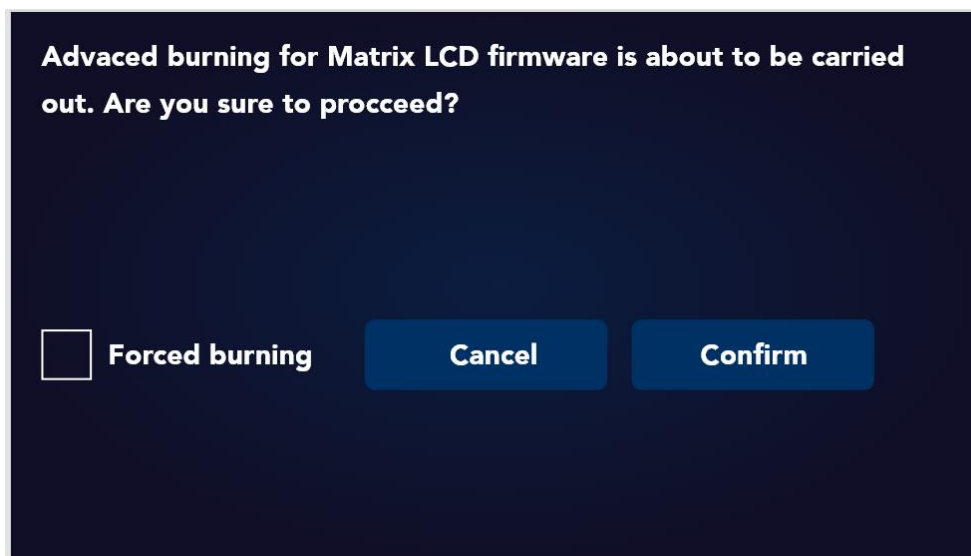 Advaced burning for Matrix LCD firmware is about to be carried
out. Are you sure to procceed?
Forced burning
Cancel
Confirm